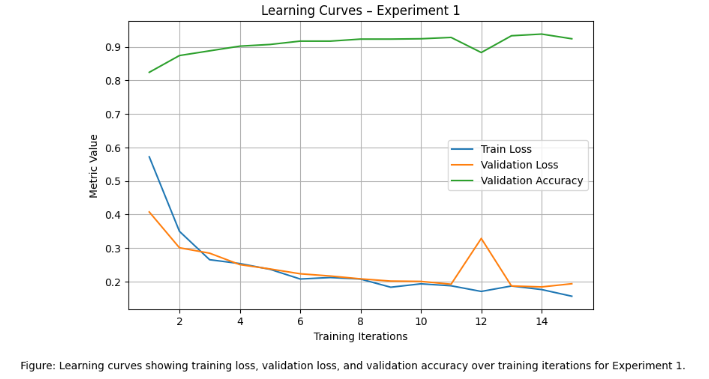 Learning Curves – Experiment 1
Metric Value
0.9
0.8
0.7
0.6
0.5
0.4
0.3
0.2
Train Loss
Validation Loss
Validation Accuracy
2 4 6 8 10 12 14
Training Iterations
Figure: Learning curves showing training loss, validation loss, and validation accuracy over training iterations for Experiment 1.